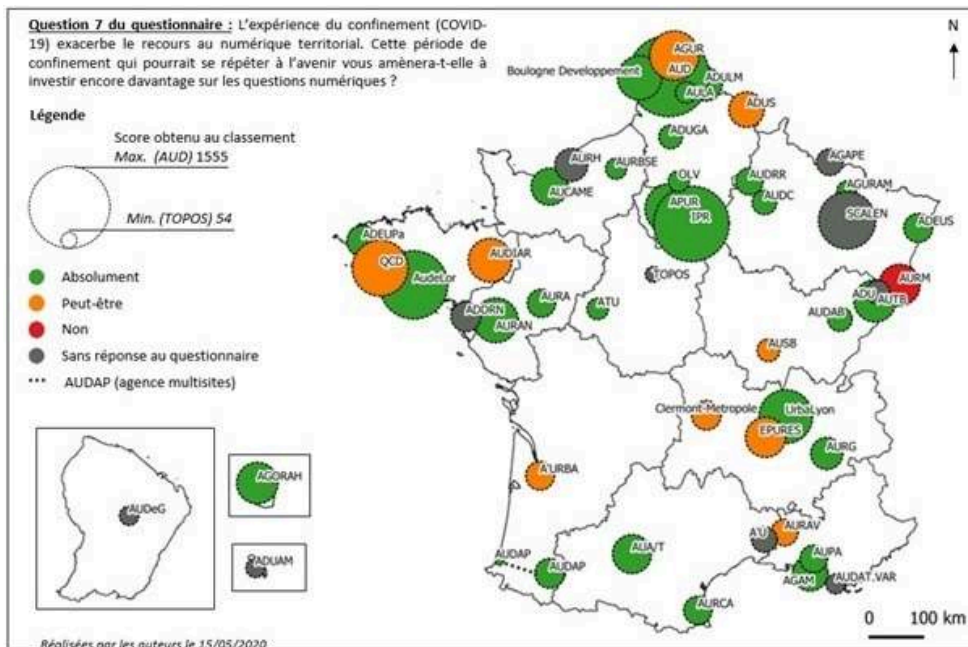 Question 7 du questionnaire : L'expérience du confinement (COVID-
19) exacerbe le recours au numérique territorial. Cette période de
confinement qui pourrait se répéter à l'avenir vous amènera-t-elle à
investir encore davantage sur les questions numériques ?
N
Légende
Score obtenu au classement
Max. (AUD) 1555
Min. (TOPOS) 54
Absolument
Peut-être
Non
Sans réponse au questionnaire
AUDAP (agence multisites)
AGUR
AUD
Boulogne Developpement
ADULM
AULA
ADUS
ADUGA
AURH
AURBSE
AUCAME
OLV
APUR
IPR
AUDRR
AUDC
AGAPE
AGURAM
SCALEN
ADEUS
ADEUPa
QCD
AUDIAR
AudeLor
ADDRN
AURAN
AURA
ATU
TOPOS
AURM
ADU
AUTB
AUDAB
AUSB
Clermont-Metropole
UrbaLyon
EPURES
AURG
A'URBA
A'U
AURAV
AUPA
AGAM
AUDAT.VAR
AUA/T
AUDAP
AUDAP
AURCA
AUDeG
AGORAH
ADUAM
0 100 km
Réalisées par les auteurs le 15/05/2020